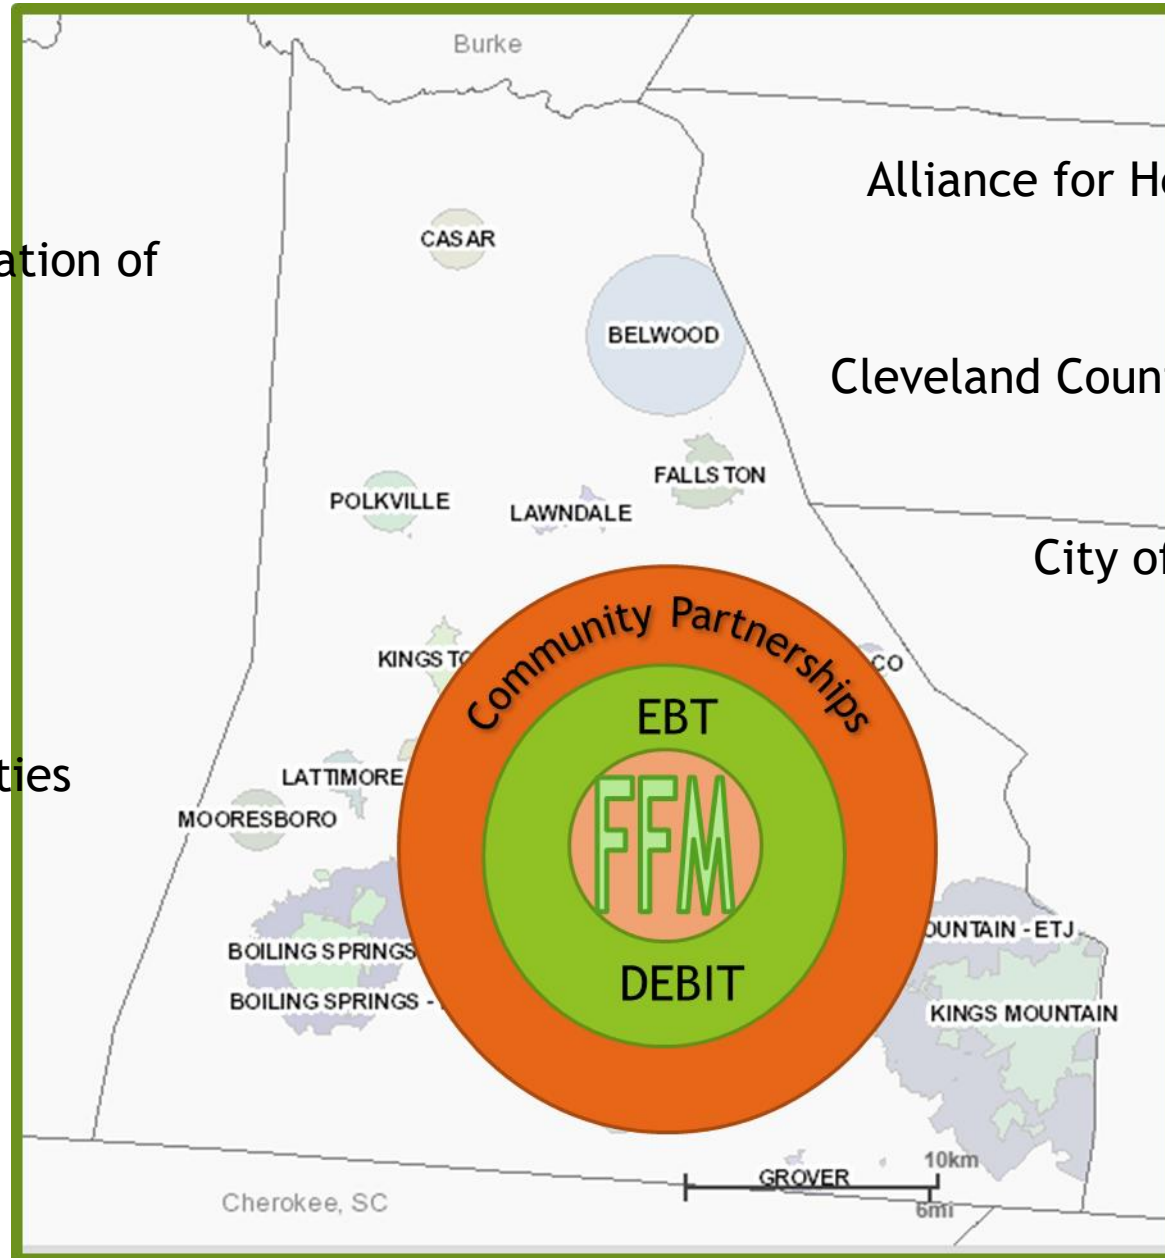 Burke
Alliance for He
CASAR
ation of
BELWOOD
Cleveland Coun
FALLSTON
POLKVILLE
LAWNDALE
City of
Community Partnerships
KINGS TO
CO
EBT
ties
LATTIMORE
MOORESBORO
FFM
OUNTAIN - ETJ
BOILING SPRINGS
DEBIT
BOILING SPRINGS -
KINGS MOUNTAIN
10km
GROVER
Cherokee, SC
6mi